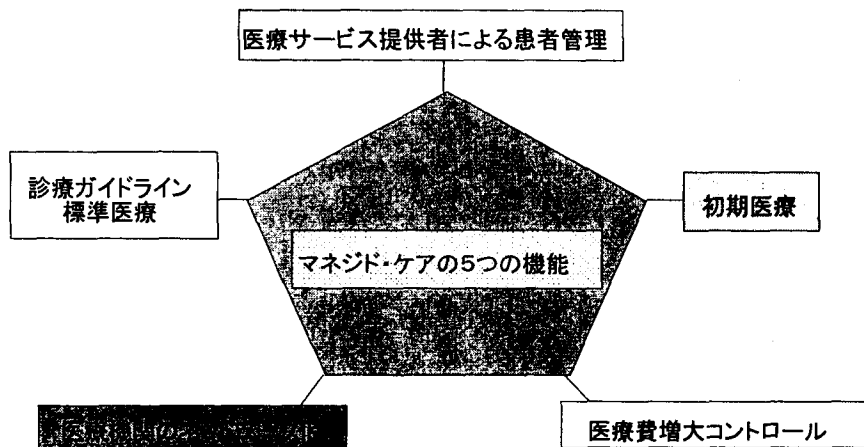 医療サービス提供者による患者管理
診療ガイドライン
標準医療
初期医療
マネジド・ケアの5つの機能
医療費増大コントロール